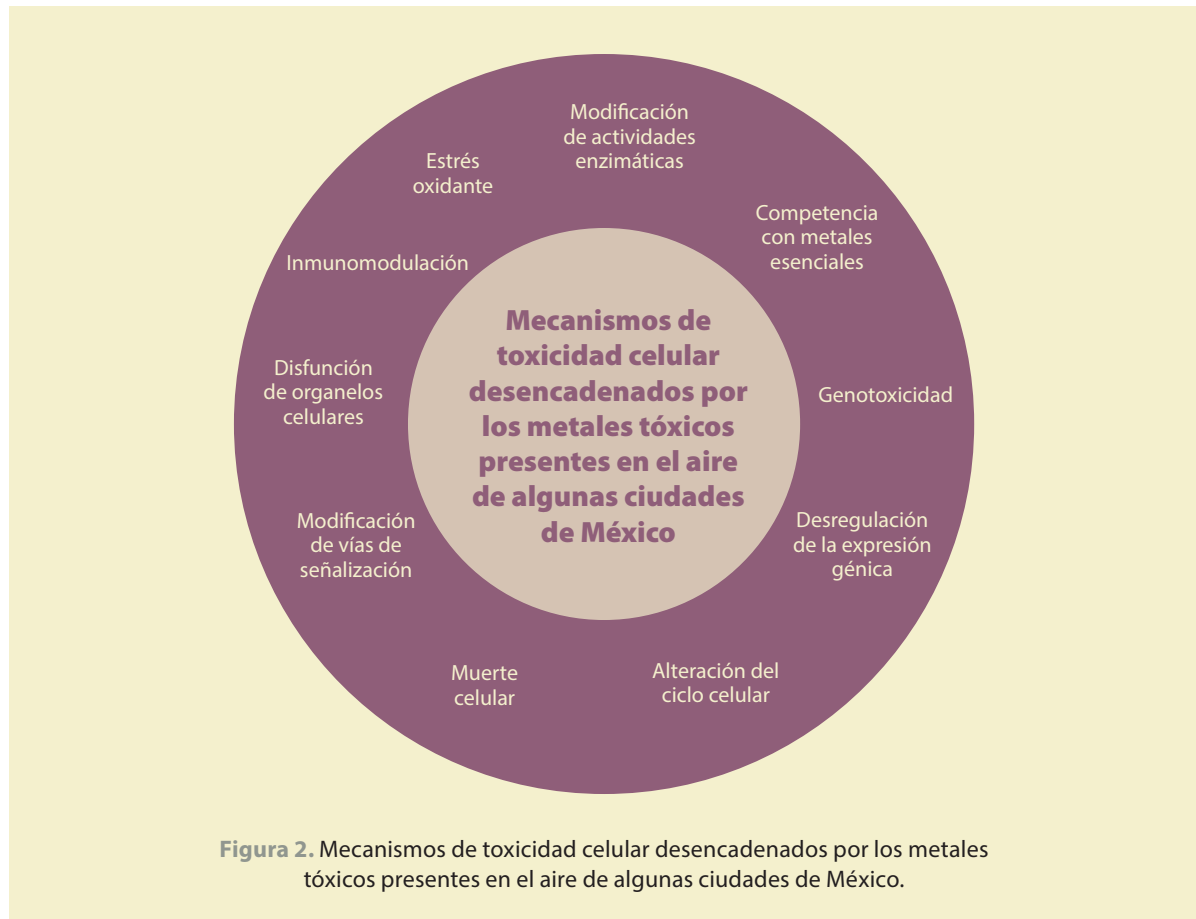 Modificación
de actividades
enzimáticas
Estrés
oxidante
Competencia
con metales
esenciales
Inmunomodulación
Mecanismos de
toxicidad celular
desencadenados por
los metales tóxicos
presentes en el aire
de algunas ciudades
de México
Disfunción
de organelos
celulares
Genotoxicidad
Modificación
de vías de
señalización
Desregulación
de la expresión
génica
Muerte
celular
Alteración del
ciclo celular
Figura 2. Mecanismos de toxicidad celular desencadenados por los metales
tóxicos presentes en el aire de algunas ciudades de México.